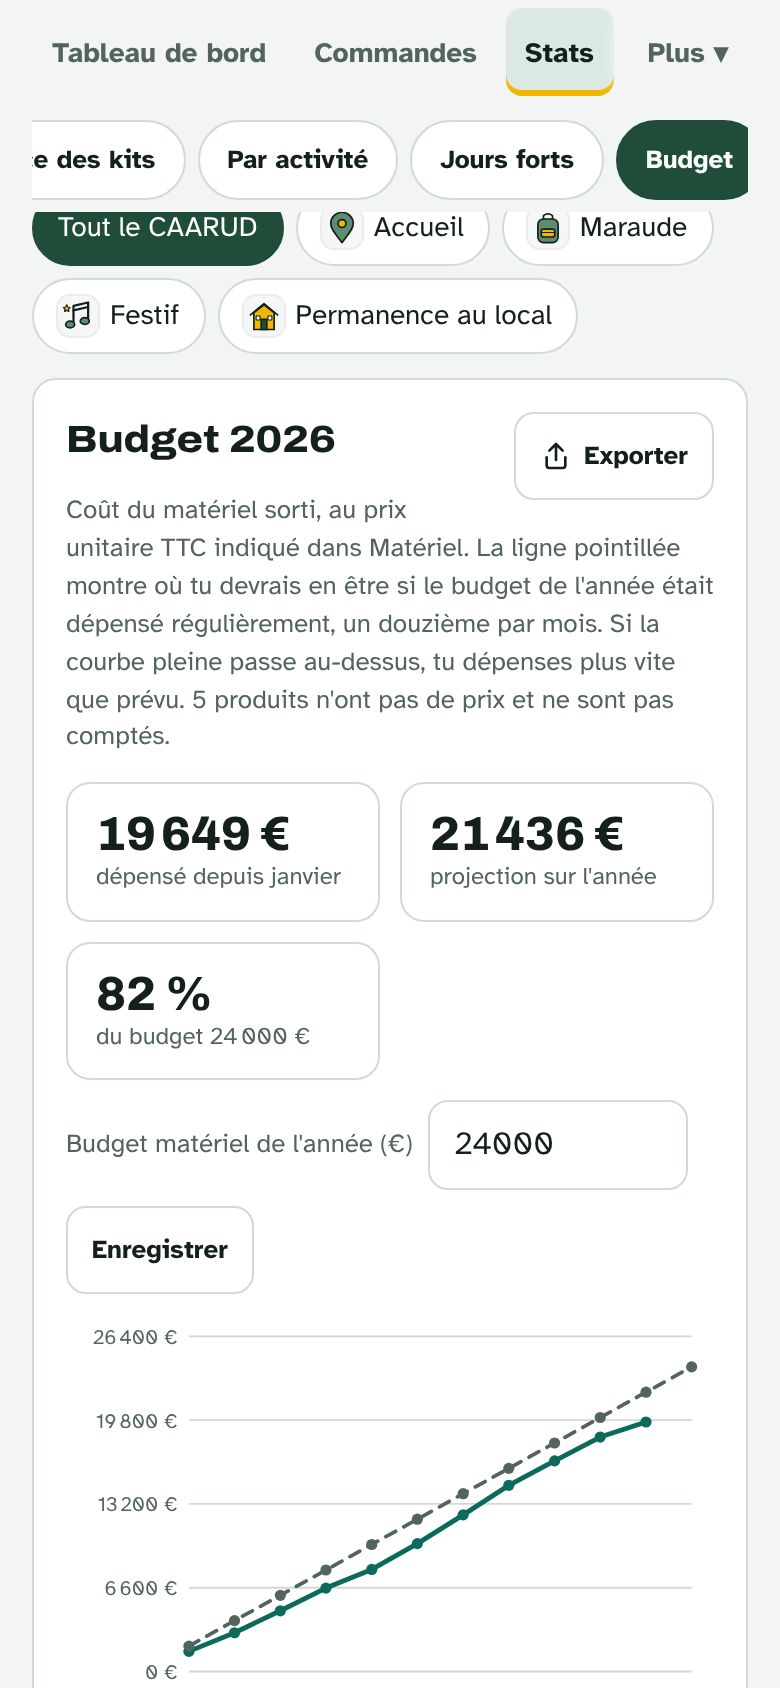 Tableau de bord Commandes Stats Plus ▼
e des kits Par activité Jours forts Budget
Tout le CAARUD Accueil Maraude
Festif Permanence au local
Budget 2026
Exporter
Coût du matériel sorti, au prix
unitaire TTC indiqué dans Matériel. La ligne pointillée
montre où tu devrais en être si le budget de l'année était
dépensé régulièrement, un douzième par mois. Si la
courbe pleine passe au-dessus, tu dépenses plus vite
que prévu. 5 produits n'ont pas de prix et ne sont pas
comptés.
19 649 € 21 436 €
dépensé depuis janvier projection sur l'année
82 %
du budget 24 000 €
Budget matériel de l'année (€) 24000
Enregistrer
26 400 €
19 800 €
13 200 €
6 600 €
0 €